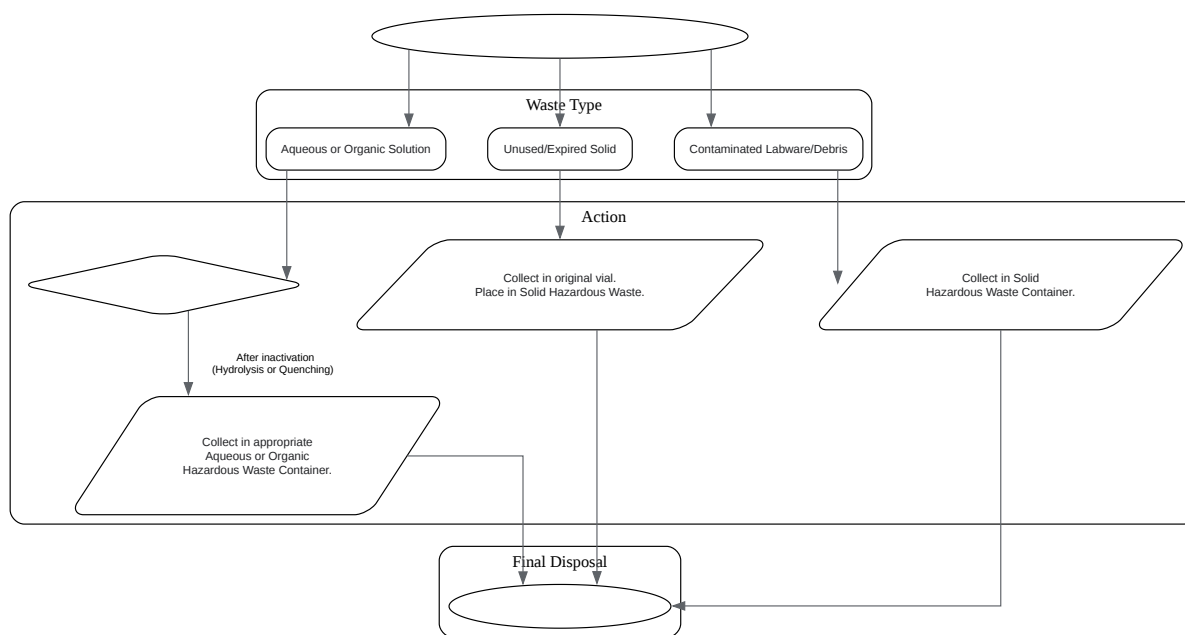 Waste Type
Aqueous or Organic Solution
Unused/Expired Solid
Contaminated Labware/Debris
Action
Collect in original vial.
Place in Solid Hazardous Waste.
Collect in Solid
Hazardous Waste Container.
After inactivation
(Hydrolysis or Quenching)
Collect in appropriate
Aqueous or Organic
Hazardous Waste Container.
Final Disposal